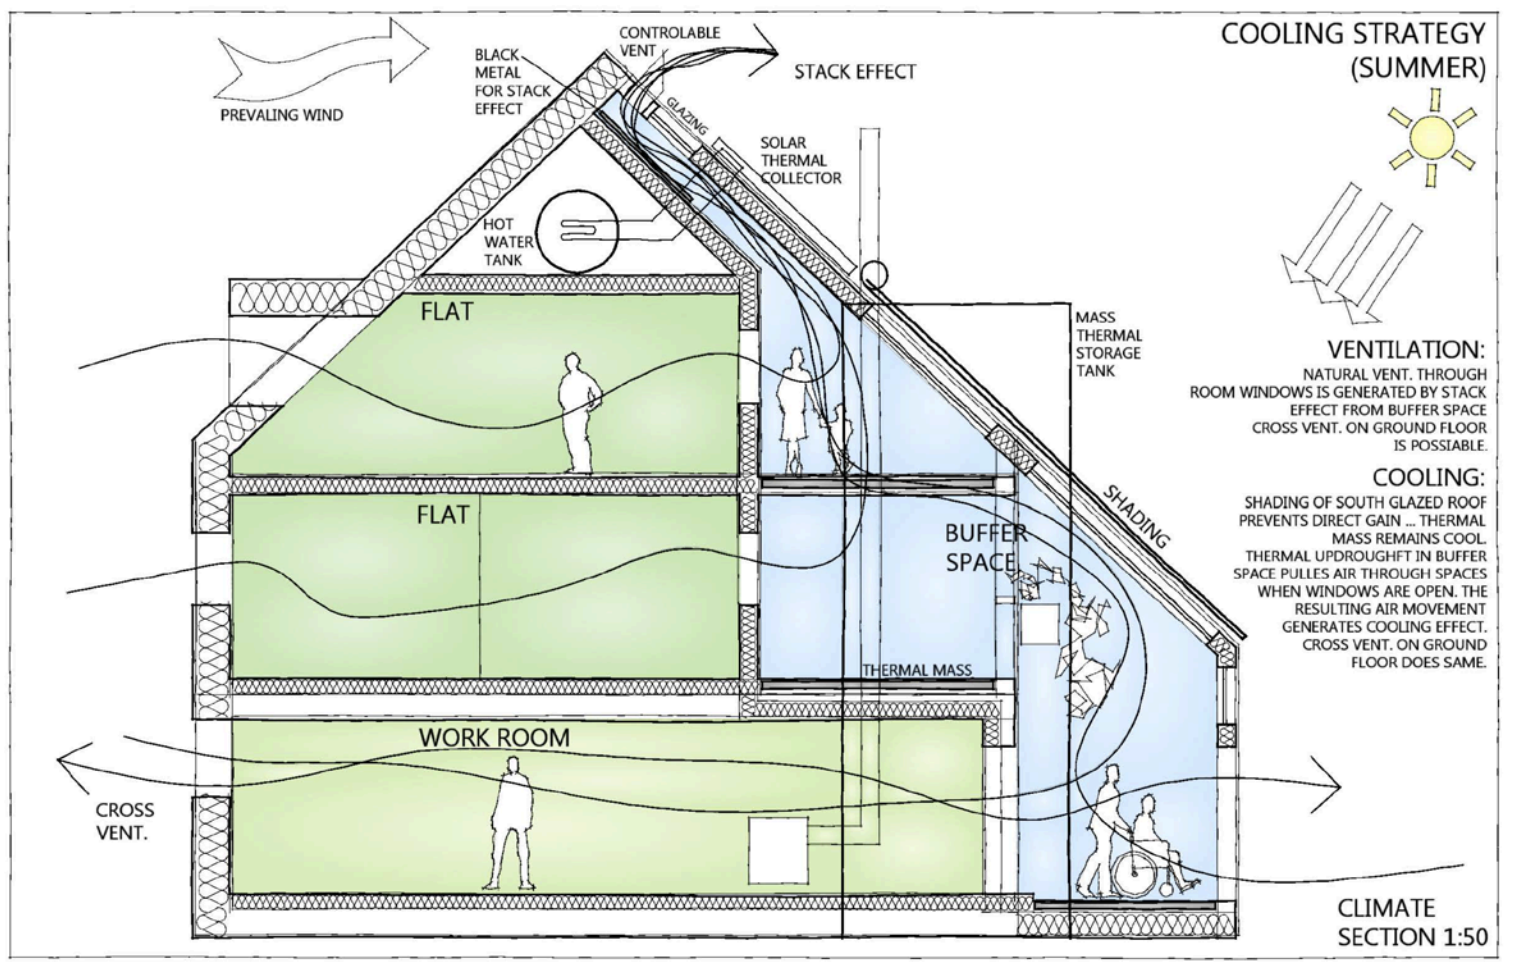 COOLING STRATEGY
(SUMMER)
PREVALING WIND
BLACK
METAL
FOR STACK
EFFECT
CONTROLABLE
VENT
STACK EFFECT
GLAZING
SOLAR
THERMAL
COLLECTOR
HOT
WATER
TANK
FLAT
MASS
THERMAL
STORAGE
TANK
VENTILATION:
NATURAL VENT. THROUGH
ROOM WINDOWS IS GENERATED BY STACK
EFFECT FROM BUFFER SPACE
CROSS VENT. ON GROUND FLOOR
IS POSSIABLE.
COOLING:
SHADING OF SOUTH GLAZED ROOF
PREVENTS DIRECT GAIN ... THERMAL
MASS REMAINS COOL.
THERMAL UPDROUGHFT IN BUFFER
SPACE PULLES AIR THROUGH SPACES
WHEN WINDOWS ARE OPEN. THE
RESULTING AIR MOVEMENT
GENERATES COOLING EFFECT.
CROSS VENT. ON GROUND
FLOOR DOES SAME.
SHADING
FLAT
BUFFER
SPACE
THERMAL MASS
WORK ROOM
CROSS
VENT.
CLIMATE
SECTION 1:50